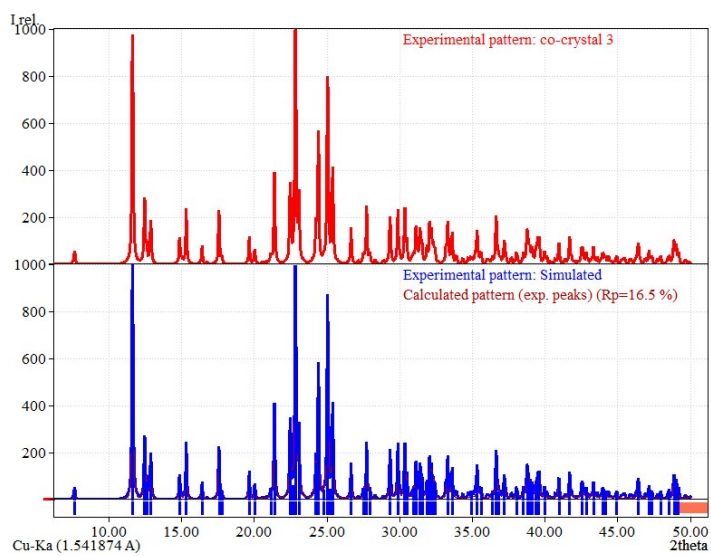 I rel.
1000
Experimental pattern: co-crystal 3
800
600
400
200
1000
Experimental pattern: Simulated
Calculated pattern (exp. peaks) (Rp=16.5 %)
800
600
400
200
10.00 15.00 20.00 25.00 30.00 35.00 40.00 45.00 50.00
Cu-Ka (1.541874 A) 2theta